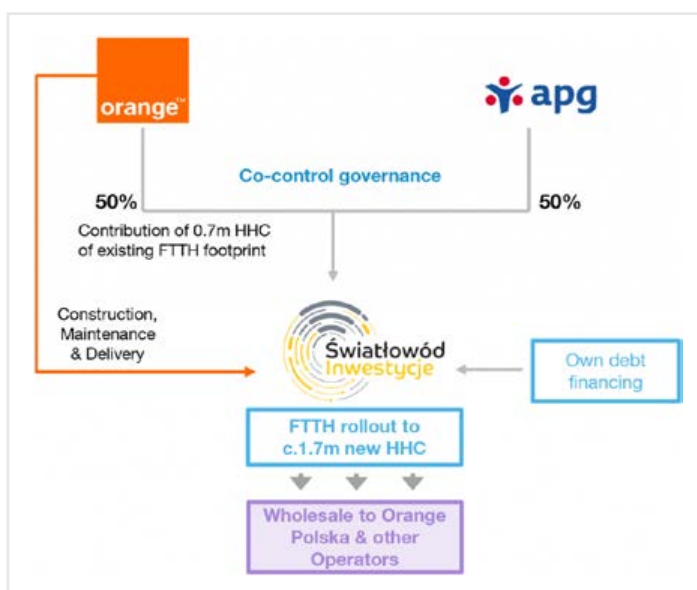 orange™
apg
Co-control governance
50%
50%
Contribution of 0.7m HHC
of existing FTTH footprint
Construction,
Maintenance
& Delivery
Światłowód
Inwestycje
Own debt
financing
FTTH rollout to
c.1.7m new HHC
Wholesale to Orange
Polska & other
Operators